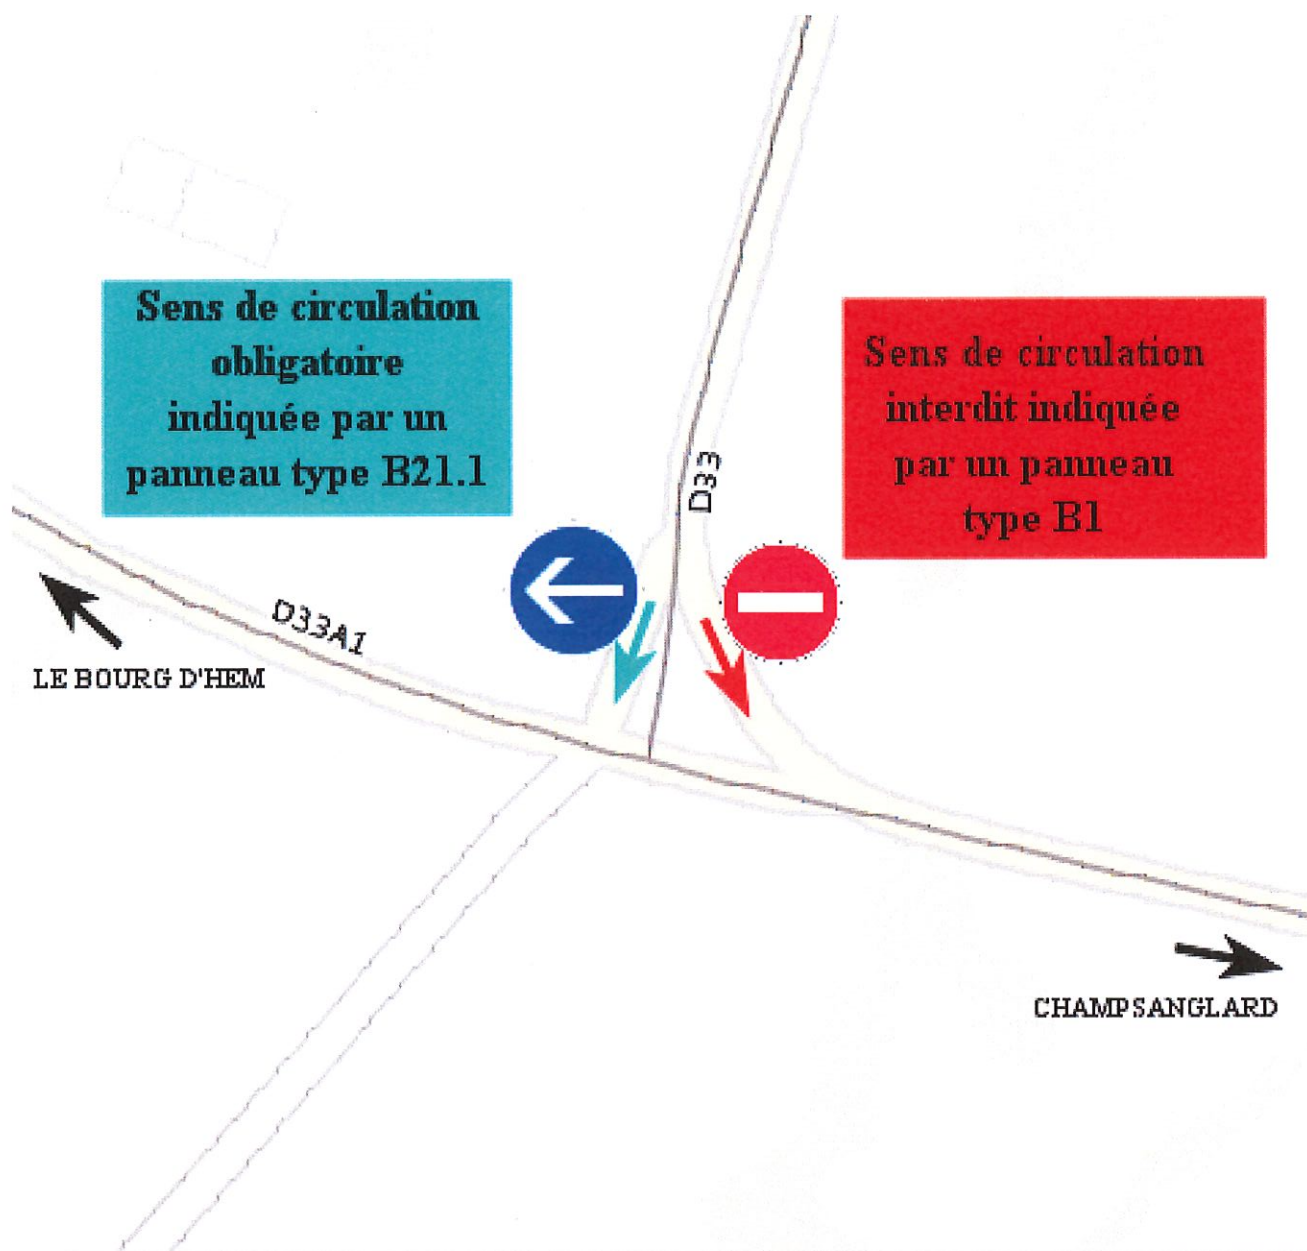 Sens de circulation
obligatoire
indiquée par un
panneau type B21.1
Sens de circulation
interdit indiquée
par un panneau
type B1
D33
D33A1
LE BOURG D'HEM
CHAMPSANGLARD